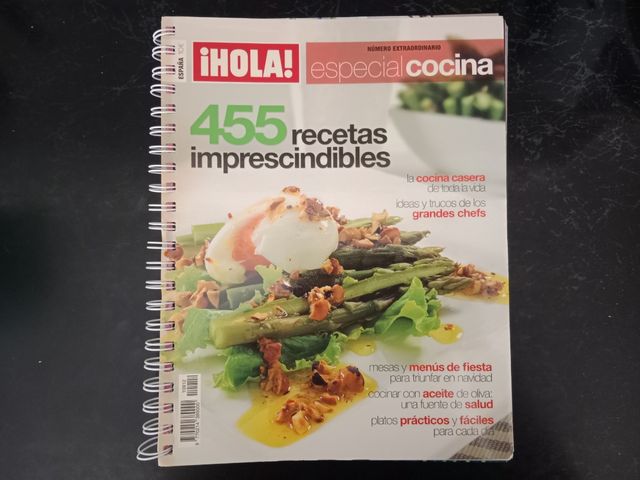 ESPAÑA 10€
¡HOLA!
NÚMERO EXTRAORDINARIO
especial cocina
455 recetas
imprescindibles
la cocina casera
de toda la vida
ideas y trucos de los
grandes chefs
mesas y menús de fiesta
para triunfar en navidad
cocinar con aceite de oliva:
una fuente de salud
platos prácticos y fáciles
para cada día